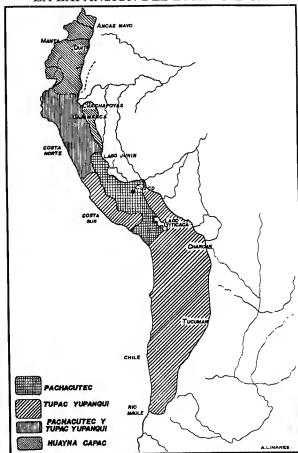 ANCAS MAYO
MANTA
CHACHAPOYAS
CAJAMARCA
COSTA
NORTE
LAGO JUNIN
COSTA
SUR
LAGO
TITICACA
CHARCAS
TUCUMAN
CHILE
RIO
MAULE
PACHACUTEC
TUPAC YUPANQUI
PACHACUTEC Y
TUPAC YUPANQUI
HUAYNA CAPAC
A.LINARES